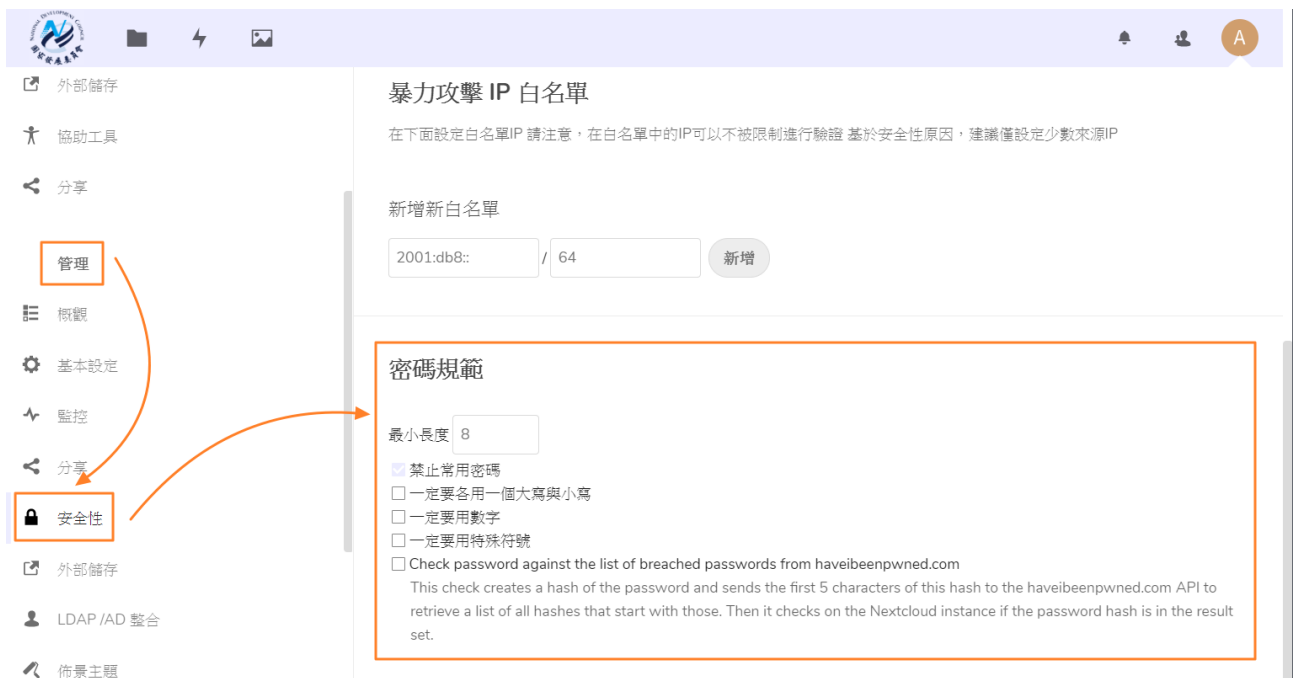 NATIONAL DEVELOPMENT COUNCIL
國家發展委員會
A
外部儲存
協助工具
分享
管理
概觀
基本設定
監控
分享
安全性
外部儲存
LDAP /AD 整合
佈景主題
暴力攻擊 IP 白名單
在下面設定白名單IP 請注意，在白名單中的IP可以不被限制進行驗證 基於安全性原因，建議僅設定少數來源IP
新增新白名單
2001:db8:: / 64 新增
密碼規範
最小長度 8
禁止常用密碼
一定要各用一個大寫與小寫
一定要用數字
一定要用特殊符號
Check password against the list of breached passwords from haveibeenpwned.com
This check creates a hash of the password and sends the first 5 characters of this hash to the haveibeenpwned.com API to
retrieve a list of all hashes that start with those. Then it checks on the Nextcloud instance if the password hash is in the result
set.